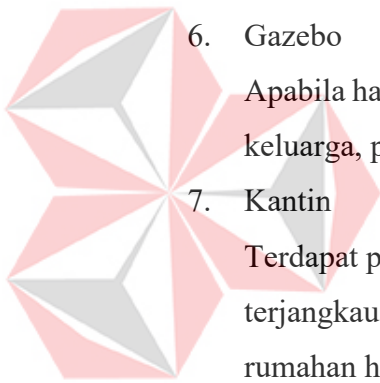 6. Gazebo
Apabila ha
keluarga, p
7. Kantin
Terdapat p
terjangkau
rumahan h